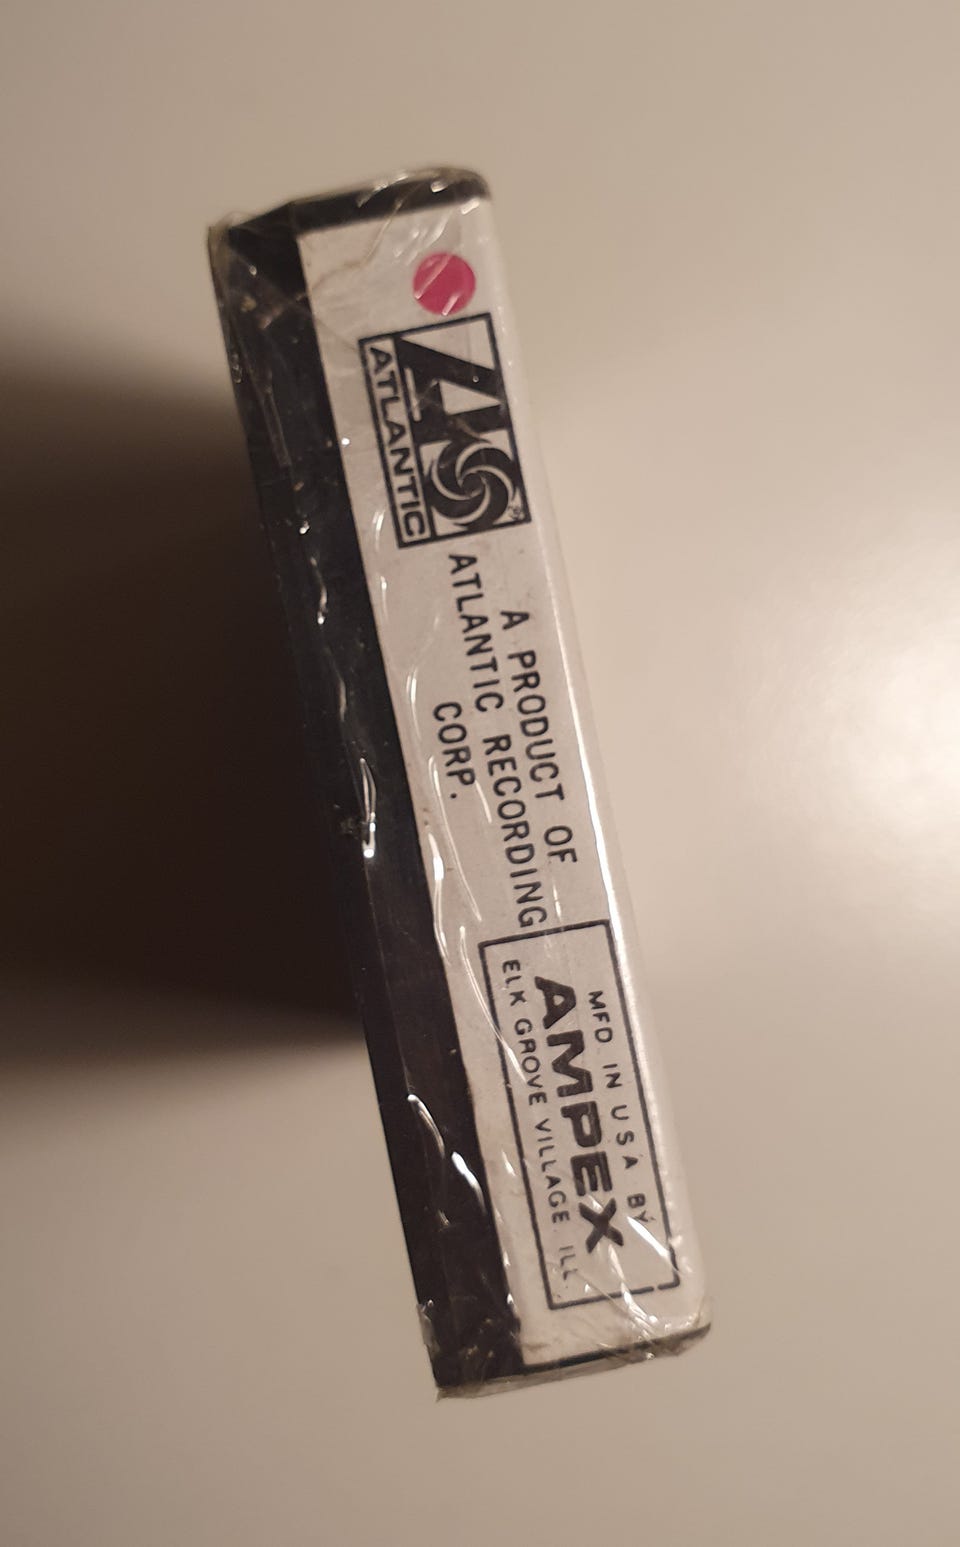 ATLANTIC
®
A PRODUCT OF
ATLANTIC RECORDING
CORP.
MFD IN USA BY
AMPEX
ELK GROVE VILLAGE ILL